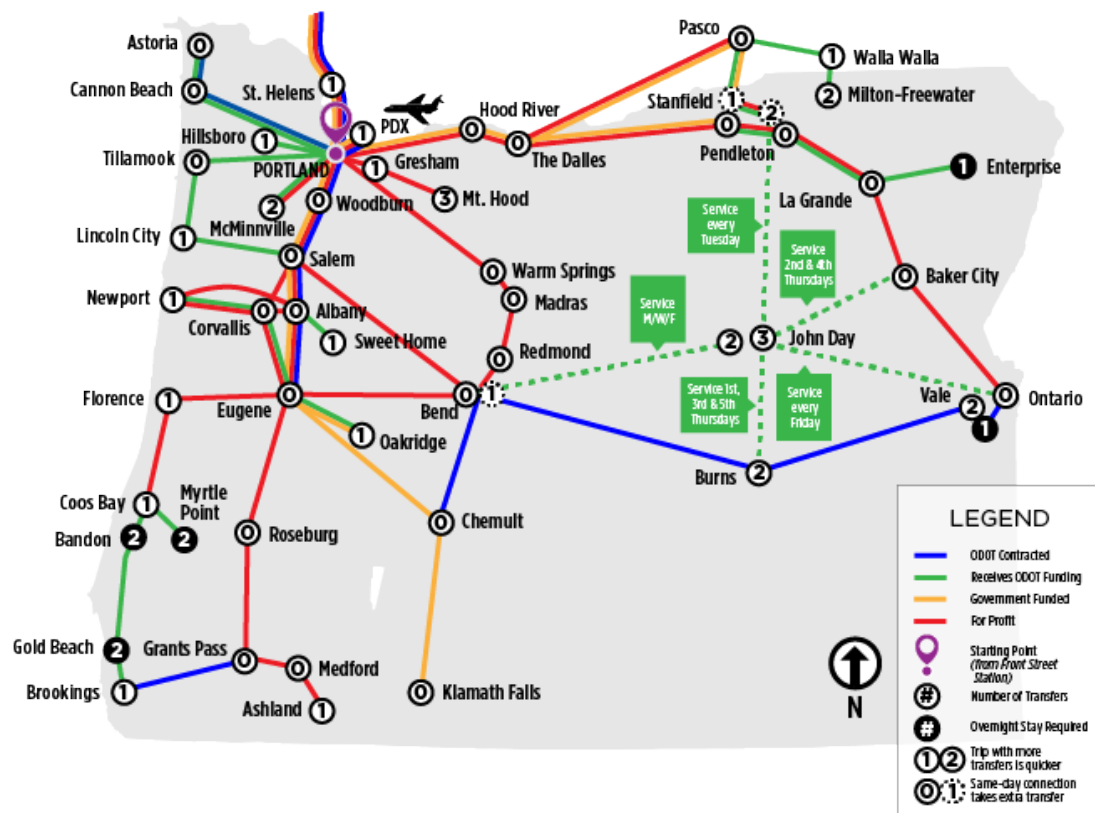 Astoria
0
Cannon Beach
0
St. Helens
1
Hillsboro
1
PDX
1
Tillamook
0
PORTLAND
Gresham
1
Mt. Hood
3
McMinnville
2
Woodburn
0
Lincoln City
1
Salem
0
Newport
1
Corvallis
0
Albany
0
Sweet Home
1
Hood River
0
The Dalles
0
Pasco
0
Walla Walla
1
Milton-Freewater
2
Stanfield
1
2
0
Pendleton
0
La Grande
0
Enterprise
1
Baker City
0
Warm Springs
0
Madras
0
Redmond
0
Service
every
Tuesday
Service
2nd & 4th
Thursdays
Service
M/W/F
2
3
John Day
Service 1st,
3rd & 5th
Thursdays
Service
every
Friday
Florence
1
Eugene
0
Bend
0
1
Vale
2
1
0
Ontario
Oakridge
1
Burns
2
Coos Bay
1
Myrtle
Point
2
Bandon
2
Roseburg
0
Chemult
0
Gold Beach
2
Grants Pass
0
Medford
0
Brookings
1
Ashland
1
Klamath Falls
0
N
LEGEND
ODOT Contracted
Receives ODOT Funding
Government Funded
For Profit
Starting Point
(from Front Street
Station)
# Number of Transfers
# Overnight Stay Required
1 2 Trip with more
transfers is quicker
0 1 Same-day connection
takes extra transfer